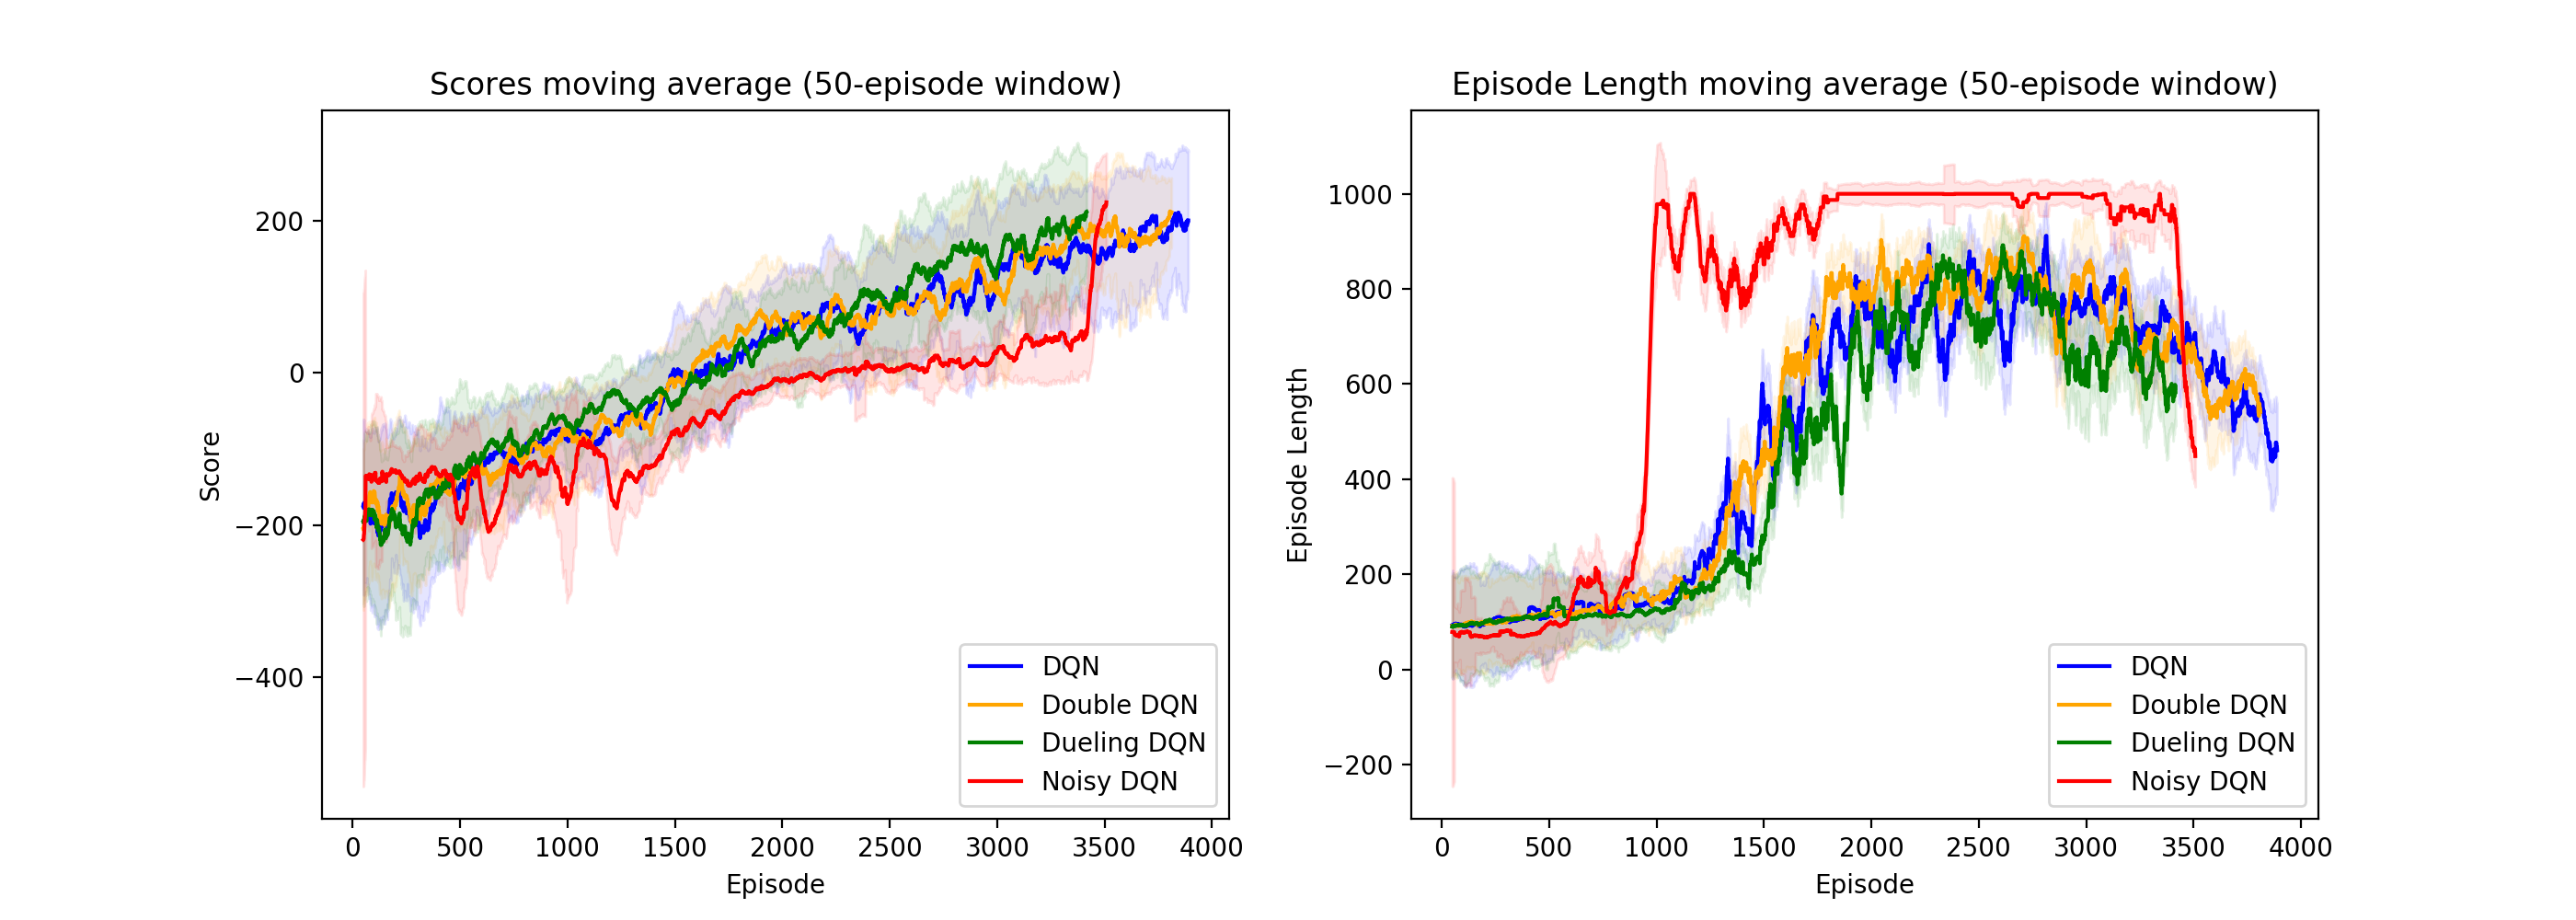 Scores moving average (50-episode window)
Score
200
0
−200
−400
0 500 1000 1500 2000 2500 3000 3500 4000
Episode
DQN
Double DQN
Dueling DQN
Noisy DQN
Episode Length moving average (50-episode window)
Episode Length
1000
800
600
400
200
0
−200
0 500 1000 1500 2000 2500 3000 3500 4000
Episode
DQN
Double DQN
Dueling DQN
Noisy DQN